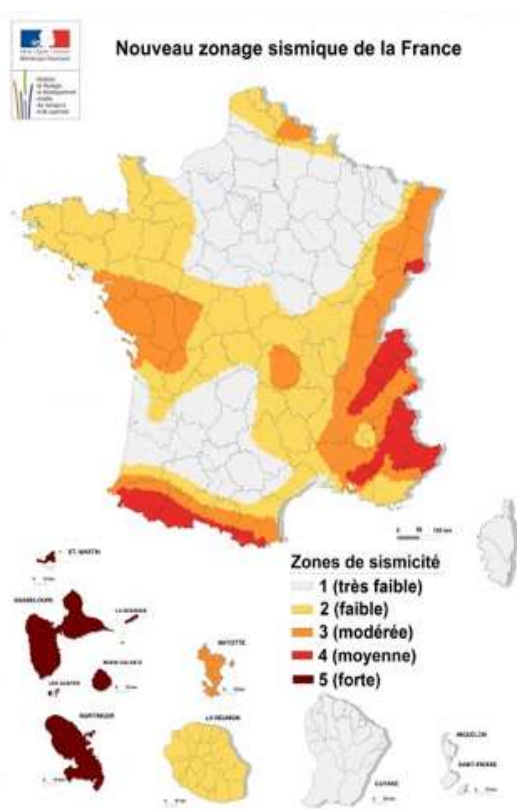 Nouveau zonage sismique de la France
Zones de sismicité
1 (très faible)
2 (faible)
3 (modérée)
4 (moyenne)
5 (forte)
ST. MARTIN
GUADELOUPE
LA DÉSIRADE
MARIE-GALANTE
LES SAINTES
MAYOTTE
MARTINIQUE
LA RÉUNION
GUYANE
MIQUELON
SAINT-PIERRE